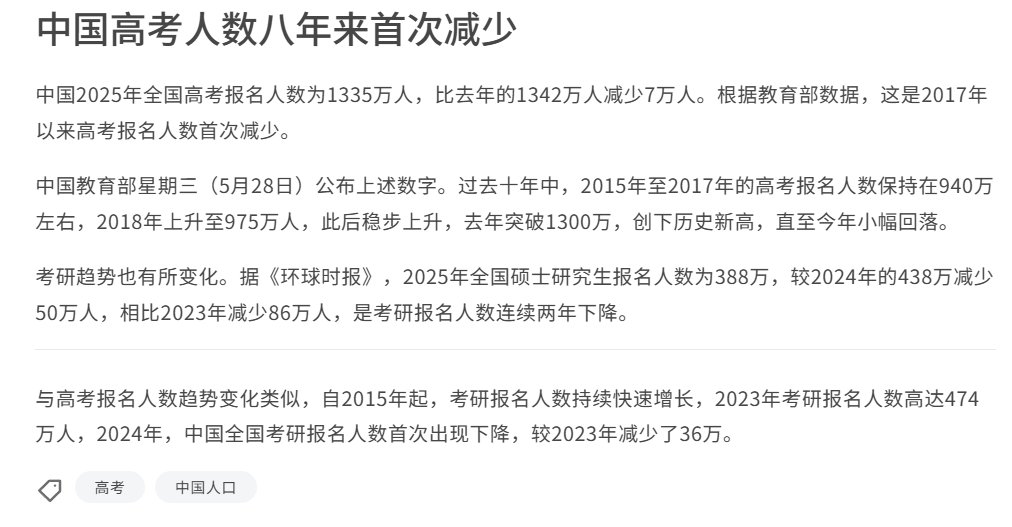 中国高考人数八年来首次减少
中国2025年全国高考报名人数为1335万人，比去年的1342万人减少7万人。根据教育部数据，这是2017年
以来高考报名人数首次减少。
中国教育部星期三（5月28日）公布上述数字。过去十年中，2015年至2017年的高考报名人数保持在940万
左右，2018年上升至975万人，此后稳步上升，去年突破1300万，创下历史新高，直至今年小幅回落。
考研趋势也有所变化。据《环球时报》，2025年全国硕士研究生报名人数为388万，较2024年的438万减少
50万人，相比2023年减少86万人，是考研报名人数连续两年下降。
与高考报名人数趋势变化类似，自2015年起，考研报名人数持续快速增长，2023年考研报名人数高达474
万人，2024年，中国全国考研报名人数首次出现下降，较2023年减少了36万。
高考 中国人口